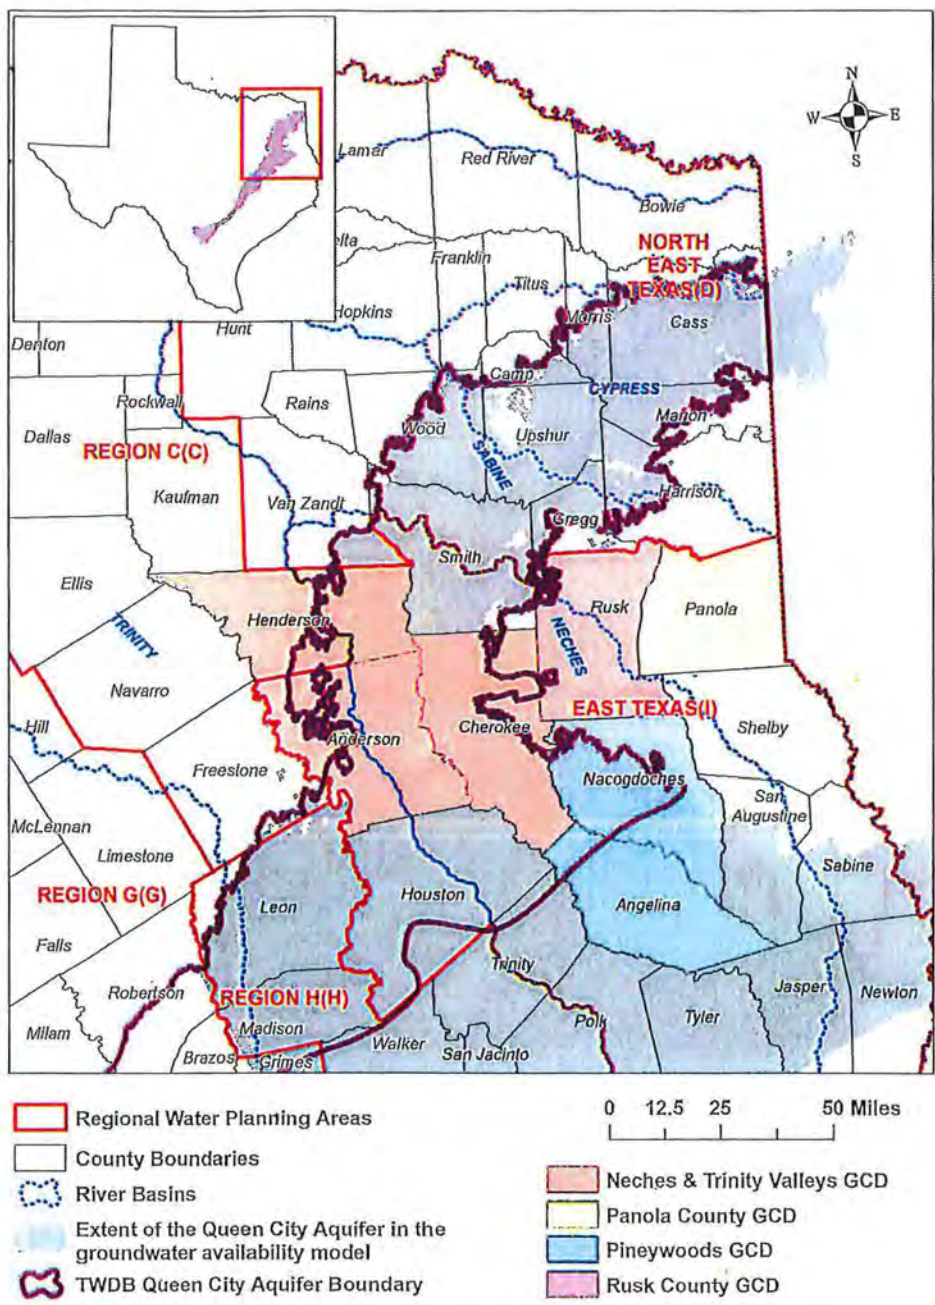 N
W
E
S
Lamar
Red River
Bowie
elta
Franklin
NORTH
EAST
TEXAS(D)
Titus
Hopkins
Morris
Cass
Hunt
Denton
Camp
CYPRESS
Rockwall
Rains
Marion
Dallas
Wood
Upshur
REGION C(C)
SABINE
Kaufman
Van Zandt
Harrison
Gregg
Smith
Ellis
Rusk
Panola
Henderson
TRINITY
NECHES
Navarro
EAST TEXAS(I)
Hill
Cherokee
Shelby
Anderson
Freestone
Nacogdoches
San
Augustine
McLennan
Limestone
Sabine
REGION G(G)
Houston
Leon
Angelina
Falls
Trinity
Robertson
REGION H(H)
Jasper
Newton
Milam
Madison
Polk
Tyler
Walker
Brazos
Grimes
San Jacinto
Regional Water Planning Areas
County Boundaries
River Basins
Extent of the Queen City Aquifer in the
groundwater availability model
TWDB Queen City Aquifer Boundary
0 12.5 25 50 Miles
Neches & Trinity Valleys GCD
Panola County GCD
Pineywoods GCD
Rusk County GCD